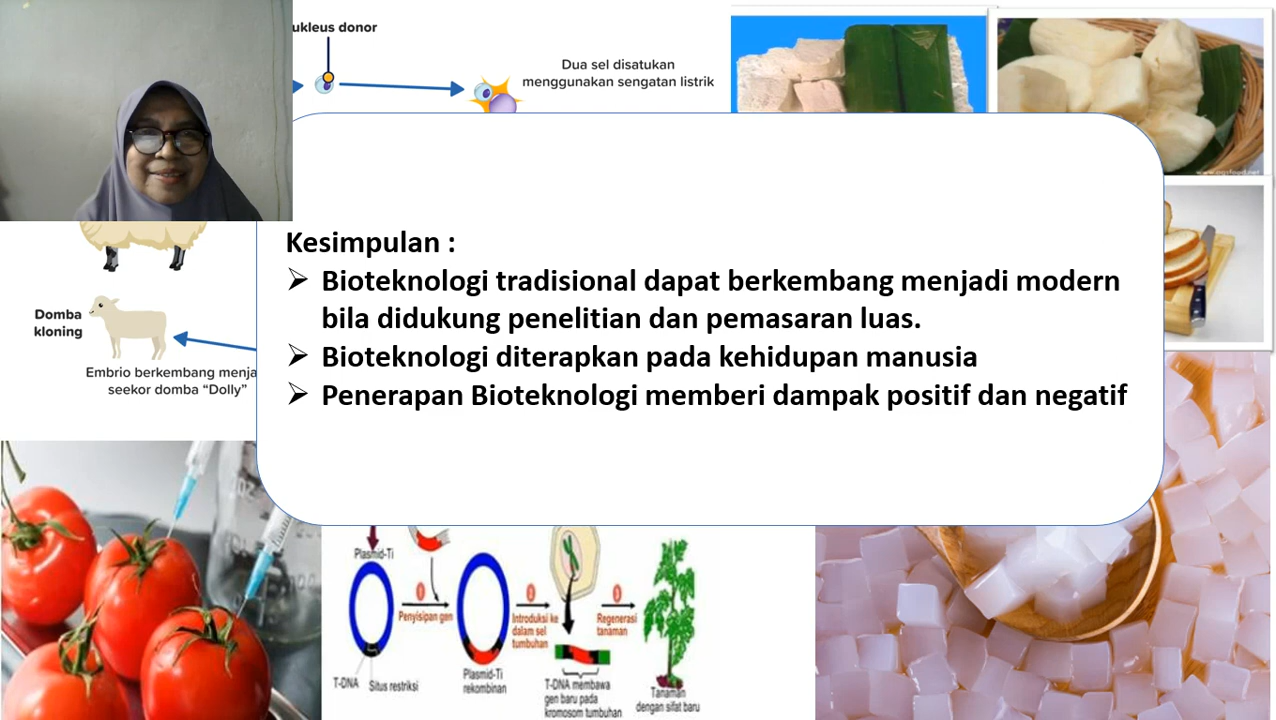 ukleus donor
Dua sel disatukan
menggunakan sengatan listrik
www.agsfood.net
Kesimpulan :
➢ Bioteknologi tradisional dapat berkembang menjadi modern
bila didukung penelitian dan pemasaran luas.
➢ Bioteknologi diterapkan pada kehidupan manusia
➢ Penerapan Bioteknologi memberi dampak positif dan negatif
Domba
kloning
Embrio berkembang menja
seekor domba “Dolly”
Plasmid-Ti
Penyisipan gen
Introduksi ke
dalam sel
tumbuhan
Regenerasi
tanaman
T-DNA
Situs restriksi
Plasmid-Ti
rekombinan
T-DNA membawa
gen baru pada
kromosom tumbuhan
Tanaman
dengan sifat baru